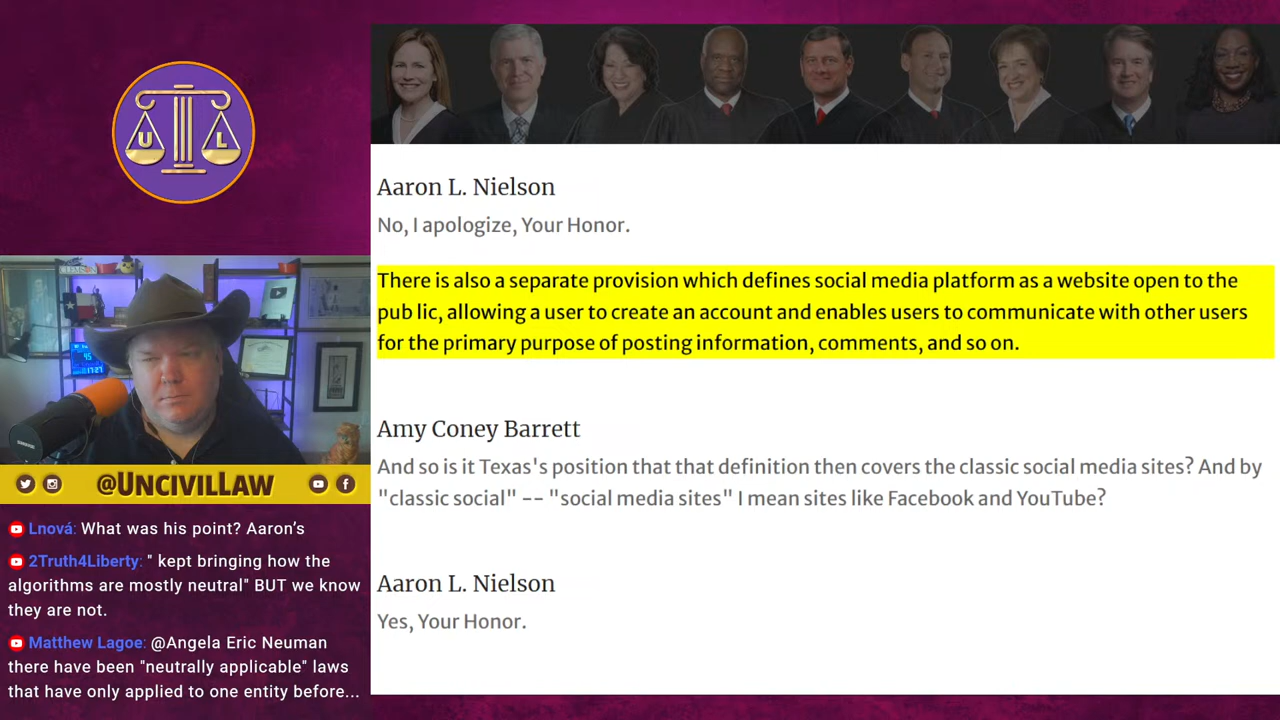 U L
Aaron L. Nielson
No, I apologize, Your Honor.
There is also a separate provision which defines social media platform as a website open to the
pub lic, allowing a user to create an account and enables users to communicate with other users
for the primary purpose of posting information, comments, and so on.
Amy Coney Barrett
And so is it Texas's position that that definition then covers the classic social media sites? And by
"classic social" -- "social media sites" I mean sites like Facebook and YouTube?
Aaron L. Nielson
Yes, Your Honor.
@UNCIVILLAW
Lnová: What was his point? Aaron’s
2Truth4Liberty: " kept bringing how the
algorithms are mostly neutral" BUT we know
they are not.
Matthew Lagoe: @Angela Eric Neuman
there have been "neutrally applicable" laws
that have only applied to one entity before...